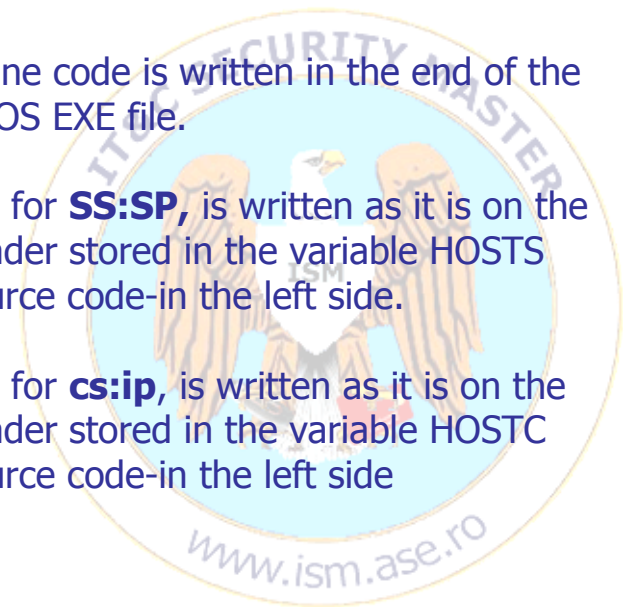 ne code is written in the end of the
OS EXE file.
for SS:SP, is written as it is on the
der stored in the variable HOSTS
urce code-in the left side.
for cs:ip, is written as it is on the
der stored in the variable HOSTC
urce code-in the left side
IT&C SECURITY MASTER
ISM
www.ism.ase.ro